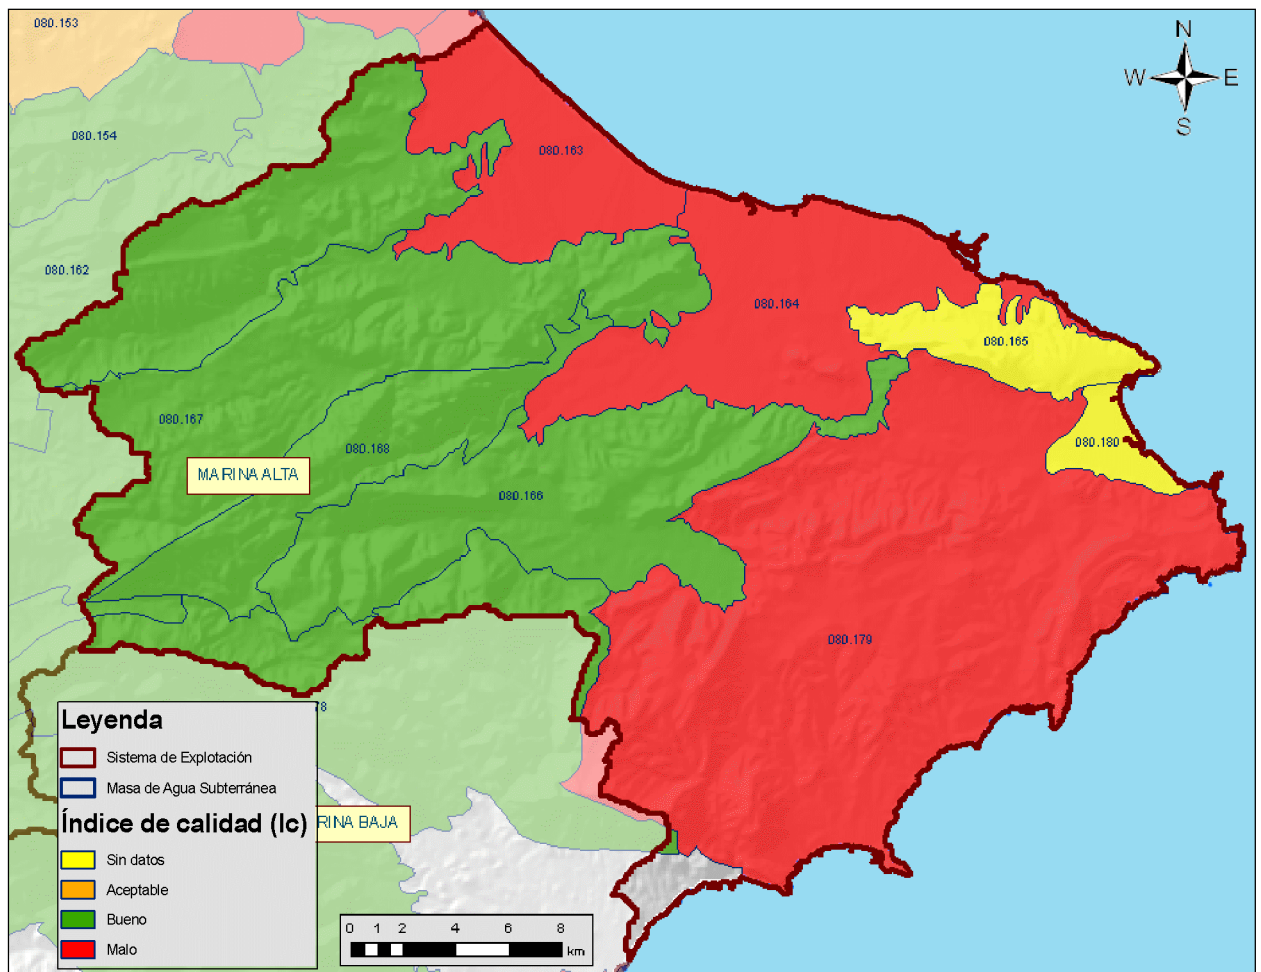 080.153
N
W E
S
080.154
080.163
080.162
080.164
080.165
080.167
080.168
080.180
MARINA ALTA
080.166
080.179
78
Leyenda
Sistema de Explotación
Masa de Agua Subterránea
Índice de calidad (Ic)
RINA BAJA
Sin datos
Aceptable
Bueno
Malo
0 1 2 4 6 8
km